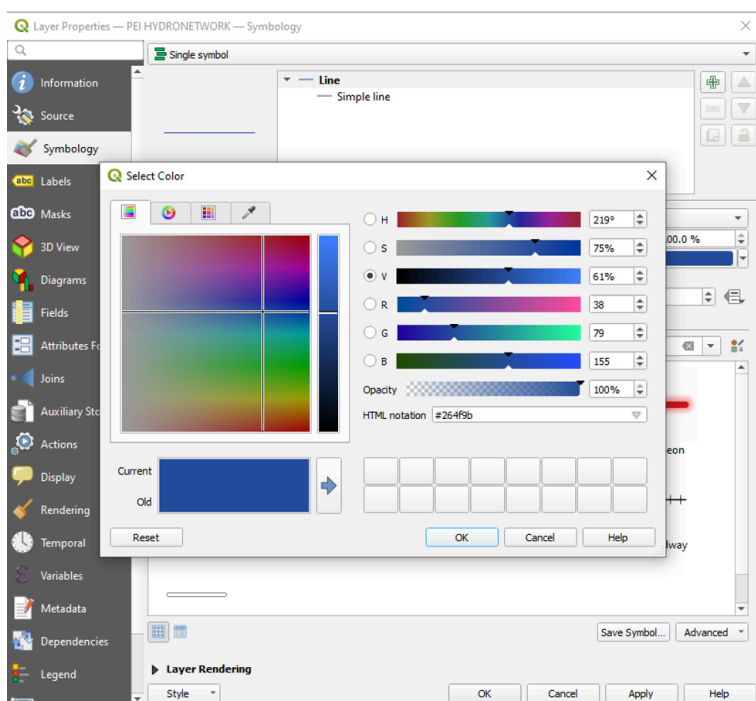 Layer Properties — PEI HYDRONETWORK — Symbology
Single symbol
Information
Source
Symbology
abc Labels
abc Masks
3D View
Diagrams
Fields
Attributes Fo
Joins
Auxiliary Sto
Actions
Display
Rendering
Temporal
Variables
Metadata
Dependencies
Legend
Line
Simple line
00.0 %
eon
lway
Select Color
H 219°
S 75%
V 61%
R 38
G 79
B 155
Opacity 100%
HTML notation #264f9b
Current
Old
Reset OK Cancel Help
Save Symbol... Advanced
Layer Rendering
Style OK Cancel Apply Help